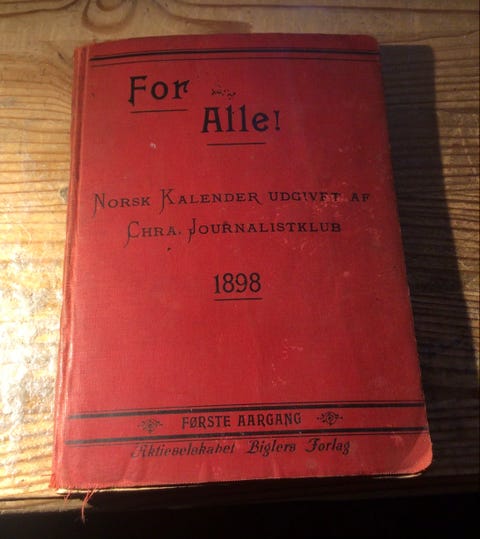 For
Alle!
Norsk Kalender udgivet af
Chra. Journalistklub
1898
FØRSTE AARGANG
Aktieselskabet Biglers Forlag